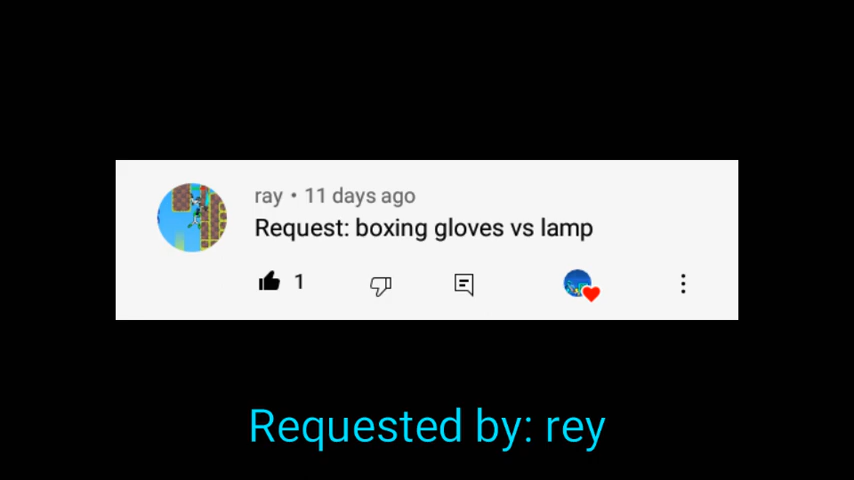 ray • 11 days ago
Request: boxing gloves vs lamp
1
Requested by: rey